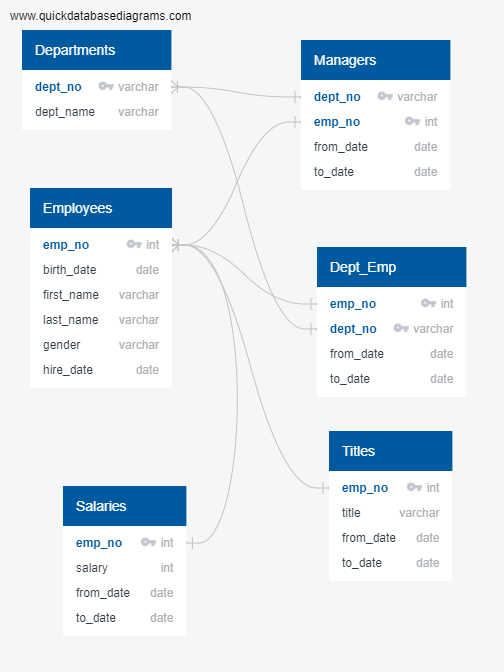 www.quickdatabasediagrams.com
Departments
dept_no varchar
dept_name varchar
Managers
dept_no varchar
emp_no int
from_date date
to_date date
Employees
emp_no int
birth_date date
first_name varchar
last_name varchar
gender varchar
hire_date date
Dept_Emp
emp_no int
dept_no varchar
from_date date
to_date date
Titles
emp_no int
title varchar
from_date date
to_date date
Salaries
emp_no int
salary int
from_date date
to_date date